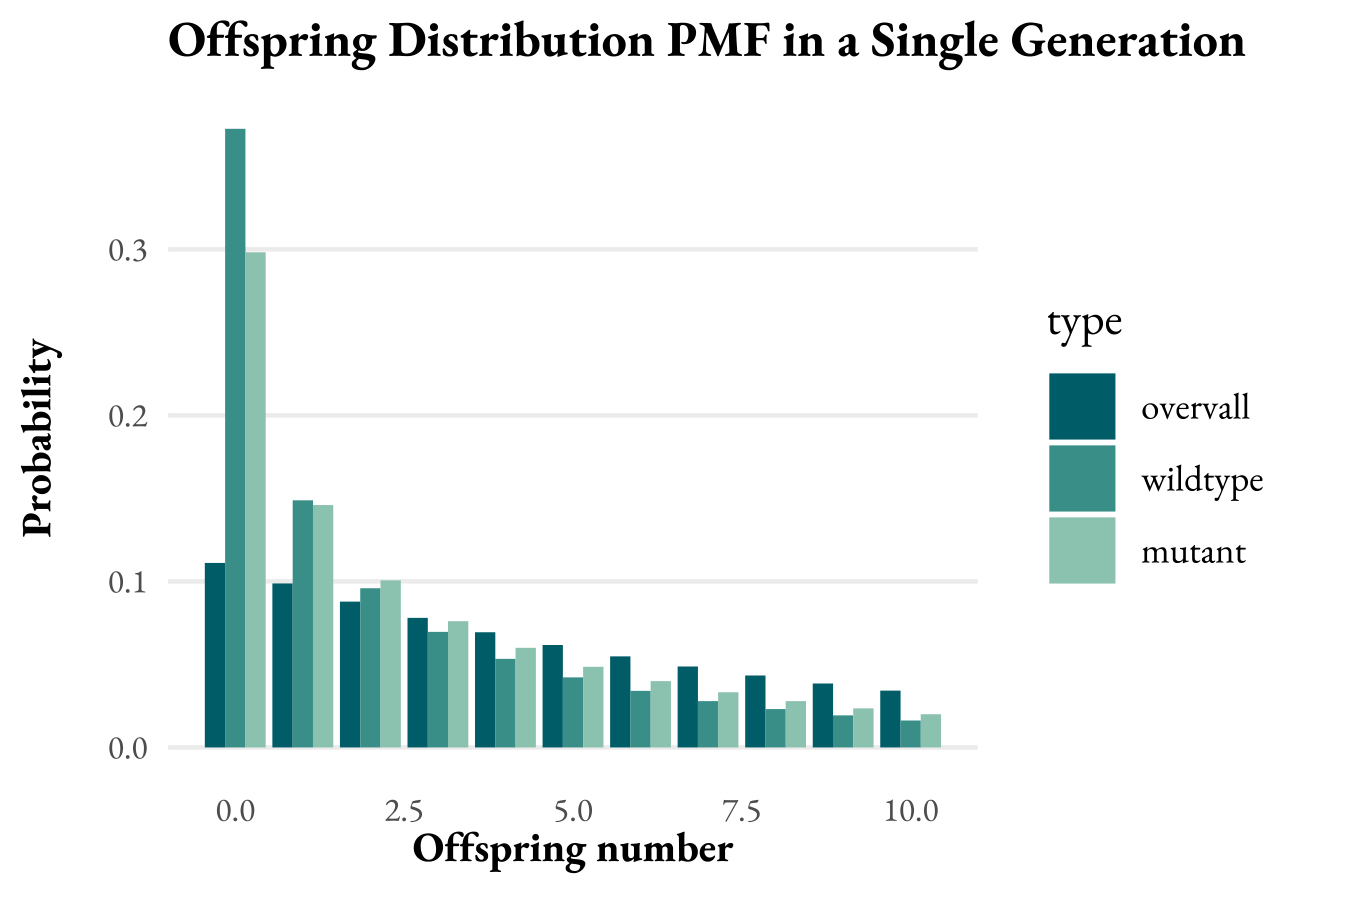 Offspring Distribution PMF in a Single Generation
Probability
0.3
0.2
0.1
0.0
0.0 2.5 5.0 7.5 10.0
Offspring number
type
overvall
wildtype
mutant